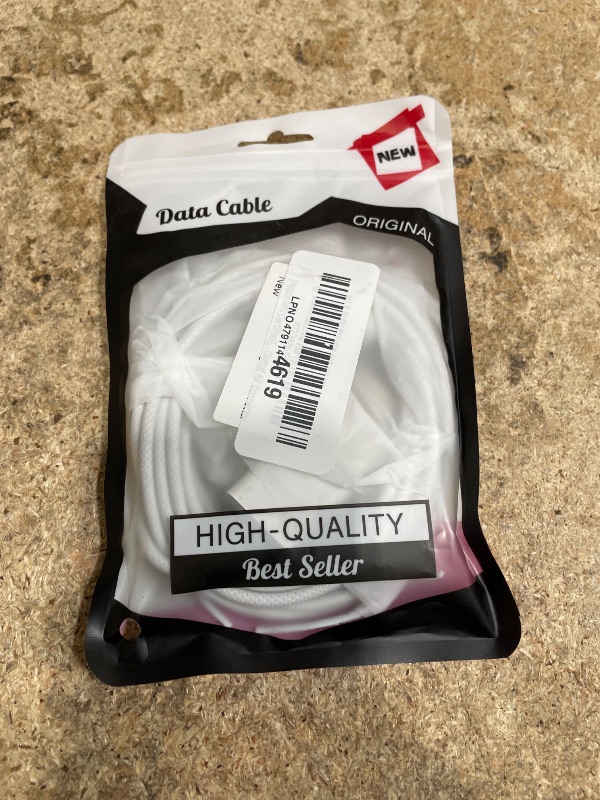 NEW
Data Cable
ORIGINAL
New
LPNO4791144619
HIGH-QUALITY
Best Seller